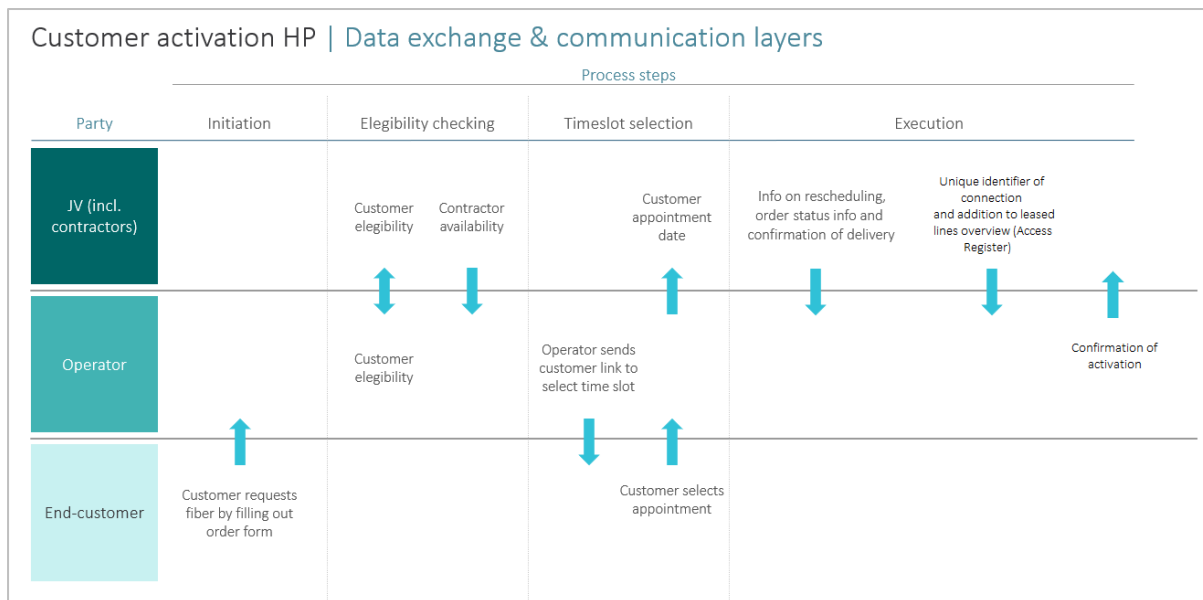 Customer activation HP | Data exchange & communication layers
Process steps
Party
Initiation
Elegibility checking
Timeslot selection
Execution
JV (incl.
contractors)
Customer
elegibility
Contractor
availability
Customer
appointment
date
Info on rescheduling,
order status info and
confirmation of delivery
Unique identifier of
connection
and addition to leased
lines overview (Access
Register)
Operator
Customer
elegibility
Operator sends
customer link to
select time slot
Confirmation of
activation
End-customer
Customer requests
fiber by filling out
order form
Customer selects
appointment